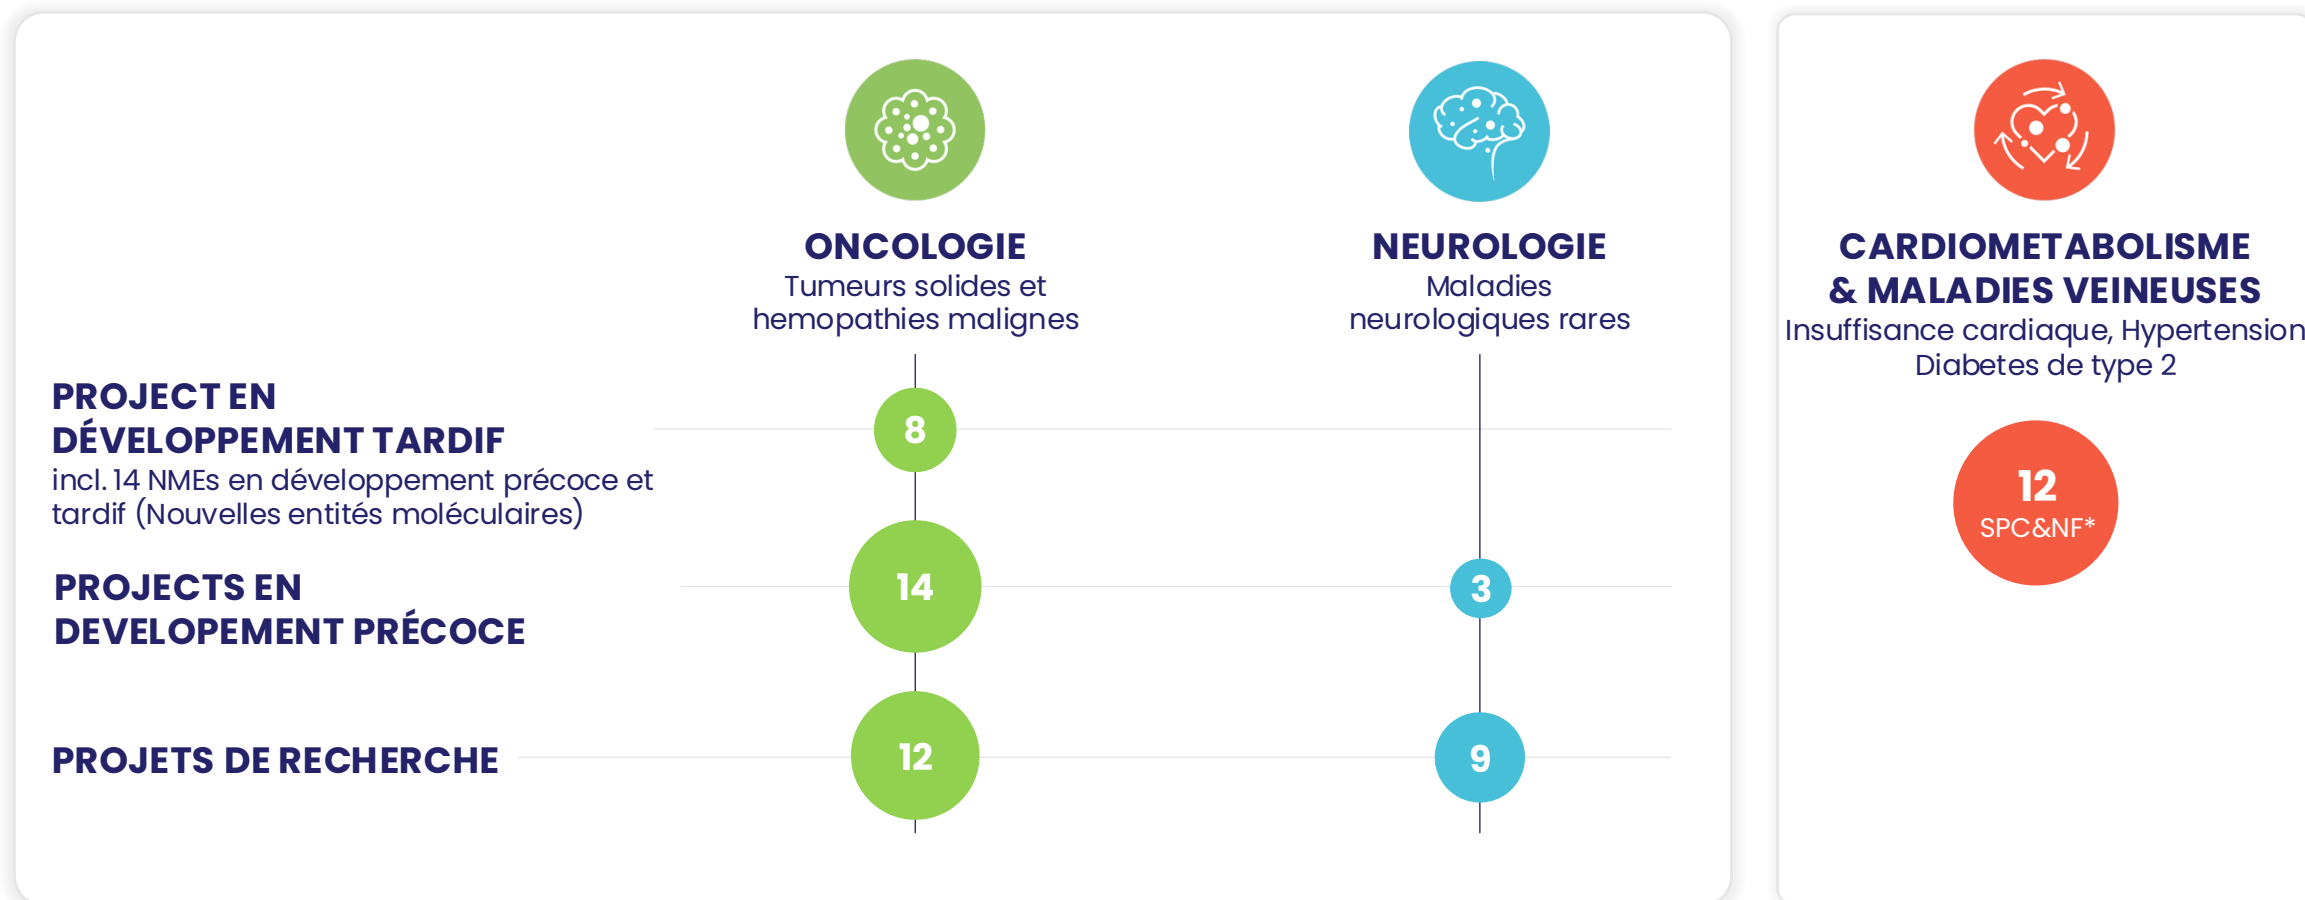 ONCOLOGIE
Tumeurs solides et
hemopathies malignes
NEUROLOGIE
Maladies
neurologiques rares
CARDIOMETABOLISME
& MALADIES VEINEUSES
Insuffisance cardiaque, Hypertension
Diabetes de type 2
PROJECT EN
DÉVELOPPEMENT TARDIF
incl. 14 NMEs en développement précoce et
tardif (Nouvelles entités moléculaires)
8
12
SPC&NF*
PROJECTS EN
DEVELOPEMENT PRÉCOCE
14
3
PROJETS DE RECHERCHE
12
9